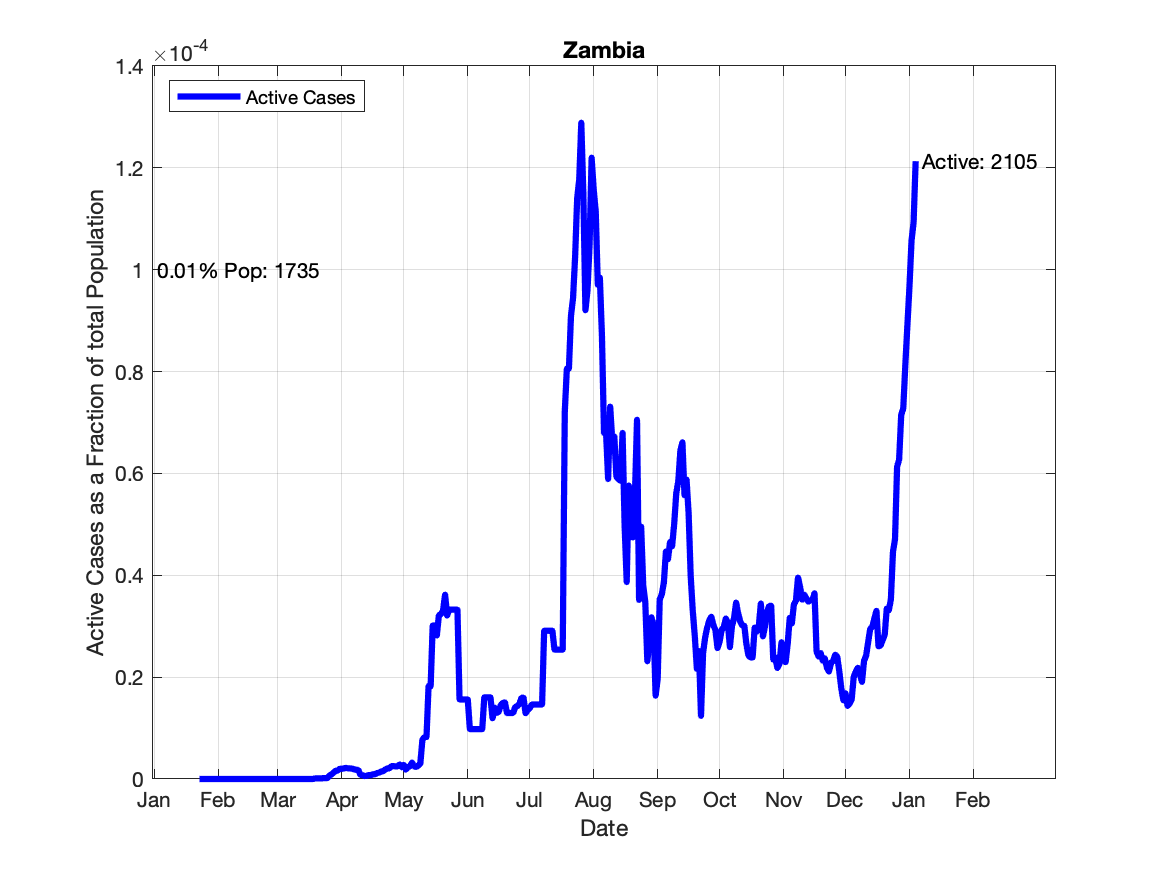 Zambia
×10-4
1.4
1.2
1
0.8
0.6
0.4
0.2
0
Active Cases as a Fraction of total Population
Active Cases
Active: 2105
0.01% Pop: 1735
Jan Feb Mar Apr May Jun Jul Aug Sep Oct Nov Dec Jan Feb
Date